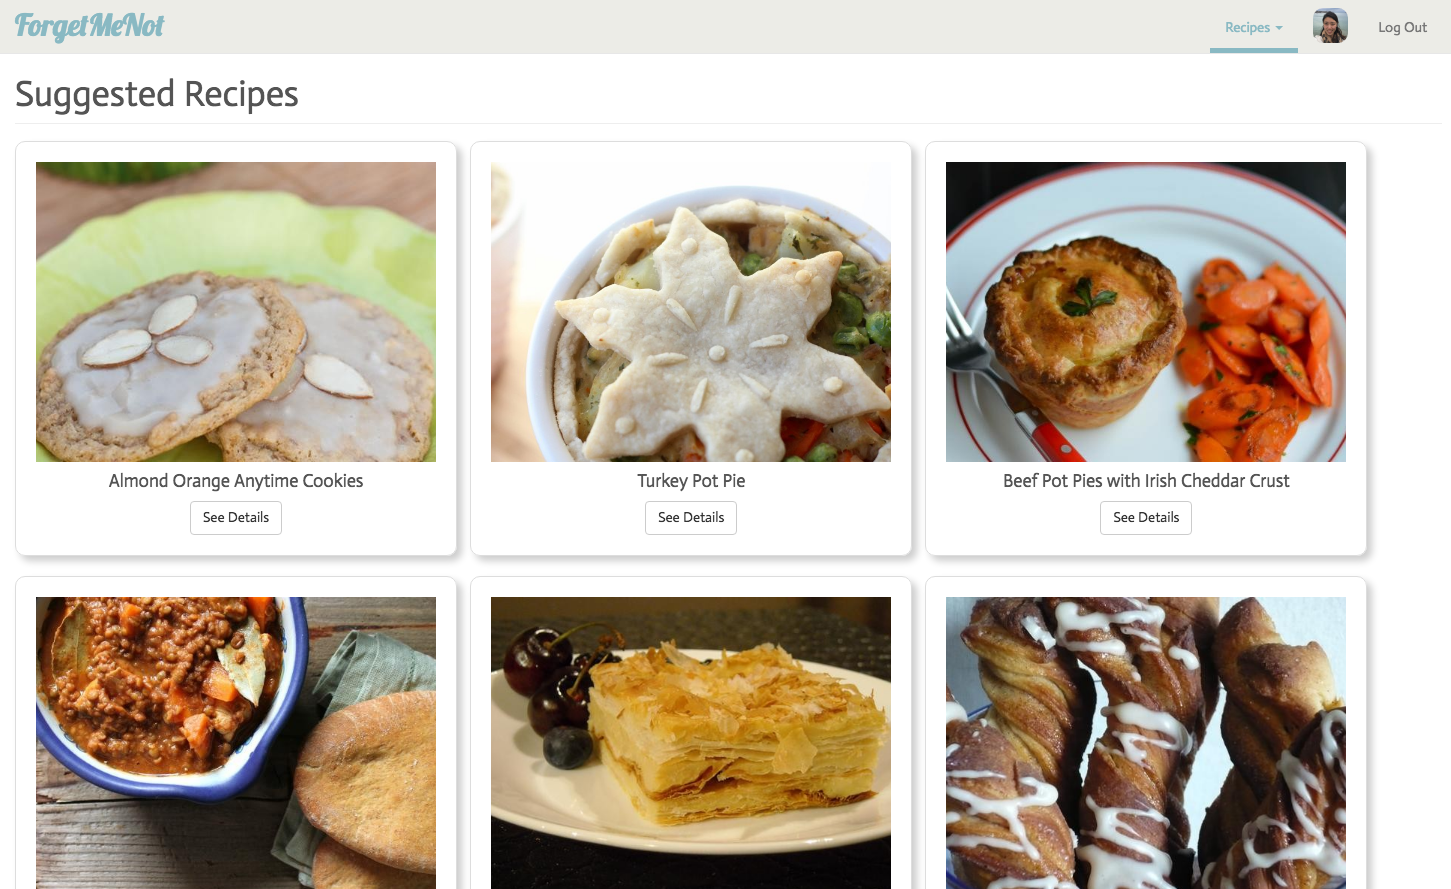 ForgetMeNot
Recipes
Log Out
Suggested Recipes
Almond Orange Anytime Cookies
See Details
Turkey Pot Pie
See Details
Beef Pot Pies with Irish Cheddar Crust
See Details